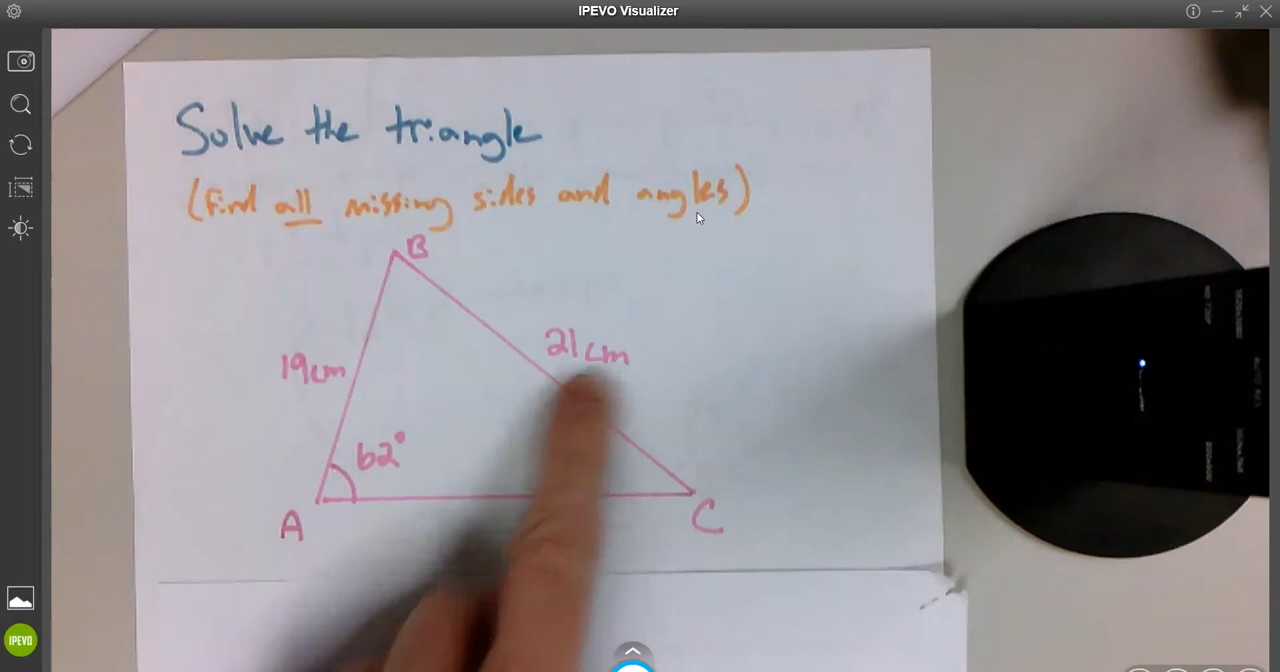 IPEVO Visualizer
Solve the triangle
(find all missing sides and angles)
B
21cm
19cm
62°
A
C
IPEVO